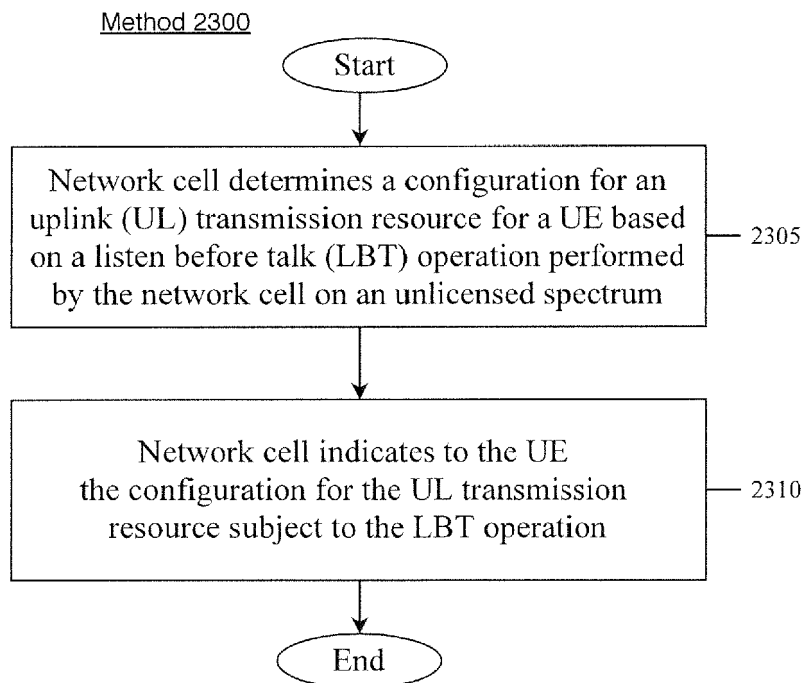 Method 2300
Start
Network cell determines a configuration for an
uplink (UL) transmission resource for a UE based
on a listen before talk (LBT) operation performed
by the network cell on an unlicensed spectrum
2305
Network cell indicates to the UE
the configuration for the UL transmission
resource subject to the LBT operation
2310
End